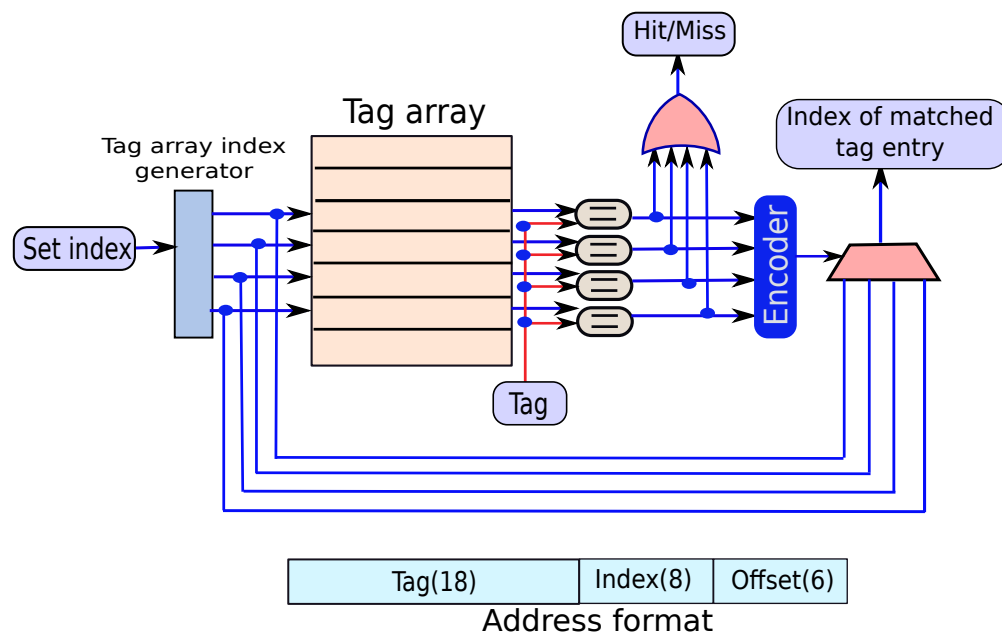 Hit/Miss
Tag array
Index of matched
tag entry
Tag array index
generator
Set index
Encoder
Tag
Tag(18)
Index(8)
Offset(6)
Address format